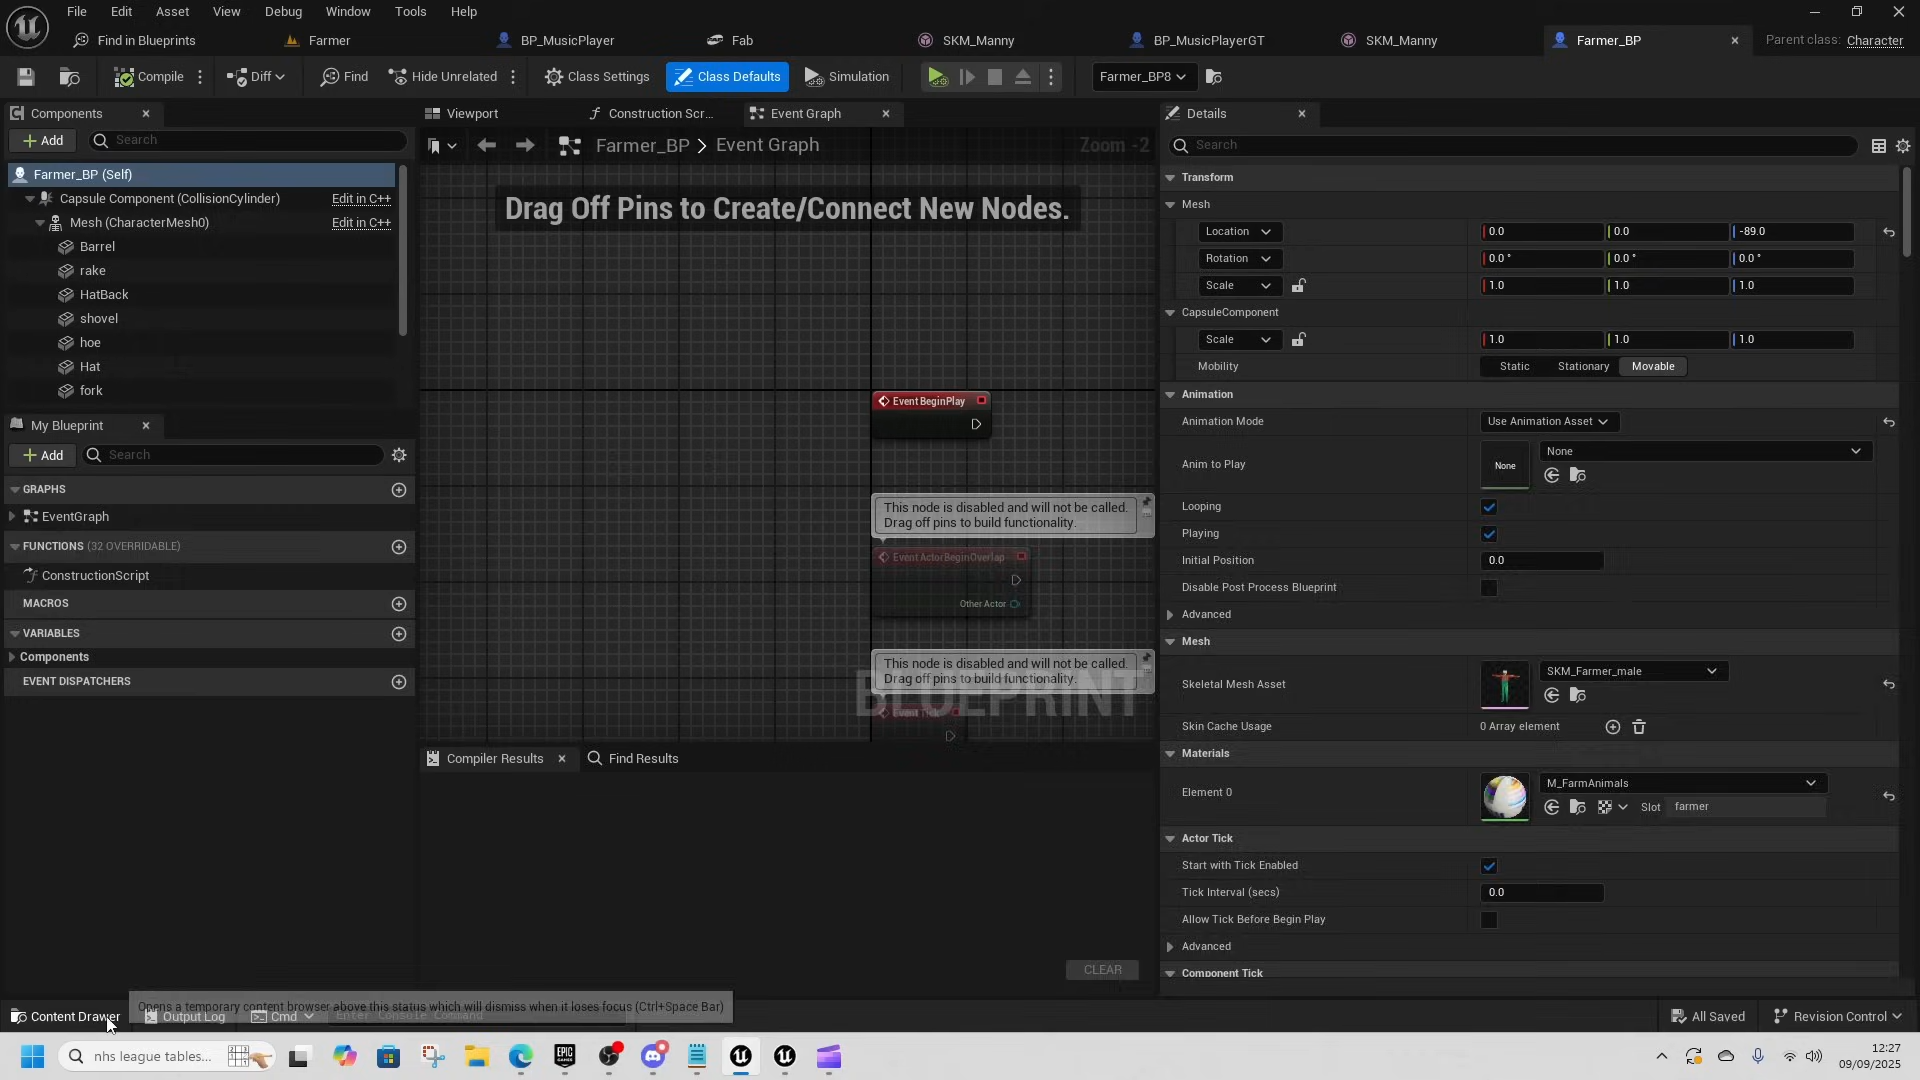 File Edit Asset View Debug Window Tools Help
Find in Blueprints Farmer BP_MusicPlayer Fab SKM_Manny BP_MusicPlayerGT SKM_Manny Farmer_BP Parent class: Character
Compile Diff Find Hide Unrelated Class Settings Class Defaults Simulation Farmer_BP8
Components
Add Search
Farmer_BP (Self)
Capsule Component (CollisionCylinder) Edit in C++
Mesh (CharacterMesh0) Edit in C++
Barrel
rake
HatBack
shovel
hoe
Hat
fork
My Blueprint
Add Search
GRAPHS
EventGraph
FUNCTIONS (32 OVERRIDABLE)
ConstructionScript
MACROS
VARIABLES
Components
EVENT DISPATCHERS
Viewport Construction Scr... Event Graph
Farmer_BP > Event Graph Zoom -2
Drag Off Pins to Create/Connect New Nodes.
Event BeginPlay
This node is disabled and will not be called.
Drag off pins to build functionality.
Event ActorBeginOverlap
Other Actor
This node is disabled and will not be called.
Drag off pins to build functionality.
BLUEPRINT
Event Tick
Compiler Results Find Results
CLEAR
Details
Search
Transform
Mesh
Location 0.0 0.0 -89.0
Rotation 0.0 ° 0.0 ° 0.0 °
Scale 1.0 1.0 1.0
CapsuleComponent
Scale 1.0 1.0 1.0
Mobility Static Stationary Movable
Animation
Animation Mode Use Animation Asset
Anim to Play None None
Looping
Playing
Initial Position 0.0
Disable Post Process Blueprint
Advanced
Mesh
Skeletal Mesh Asset SKM_Farmer_male
Skin Cache Usage 0 Array element
Materials
Element 0 M_FarmAnimals
Slot farmer
Actor Tick
Start with Tick Enabled
Tick Interval (secs) 0.0
Allow Tick Before Begin Play
Advanced
Component Tick
Opens a temporary content browser above this status which will dismiss when it loses focus (Ctrl+Space Bar)
Content Drawer Output Log Cmd Enter Console Command All Saved Revision Control
nhs league tables...
12:27
09/09/2025